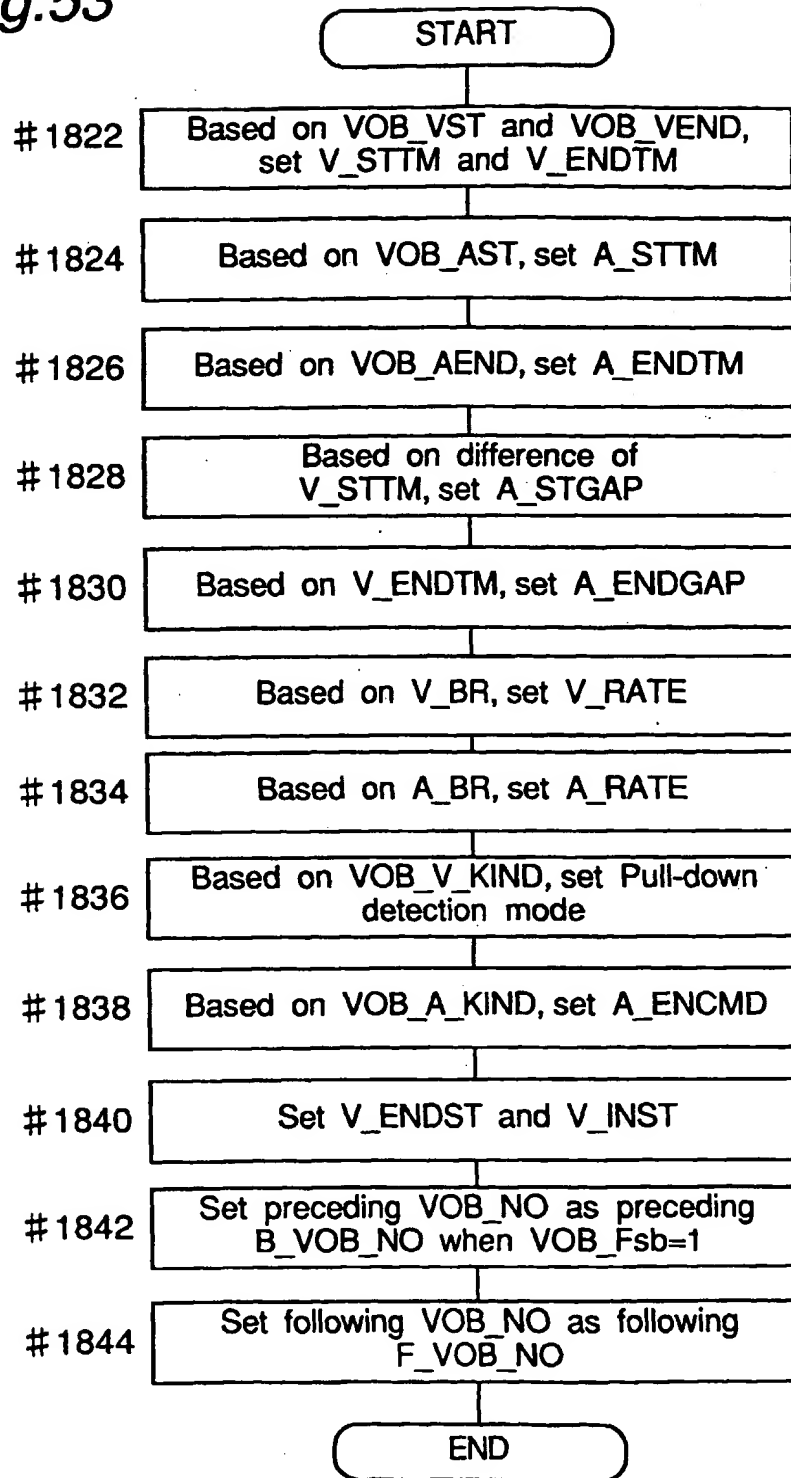 g.53
START
#1822
Based on VOB_VST and VOB_VEND,
set V_STTM and V_ENDTM
#1824
Based on VOB_AST, set A_STTM
#1826
Based on VOB_AEND, set A_ENDTM
#1828
Based on difference of
V_STTM, set A_STGAP
#1830
Based on V_ENDTM, set A_ENDGAP
#1832
Based on V_BR, set V_RATE
#1834
Based on A_BR, set A_RATE
#1836
Based on VOB_V_KIND, set Pull-down
detection mode
#1838
Based on VOB_A_KIND, set A_ENCMD
#1840
Set V_ENDST and V_INST
#1842
Set preceding VOB_NO as preceding
B_VOB_NO when VOB_Fsb=1
#1844
Set following VOB_NO as following
F_VOB_NO
END